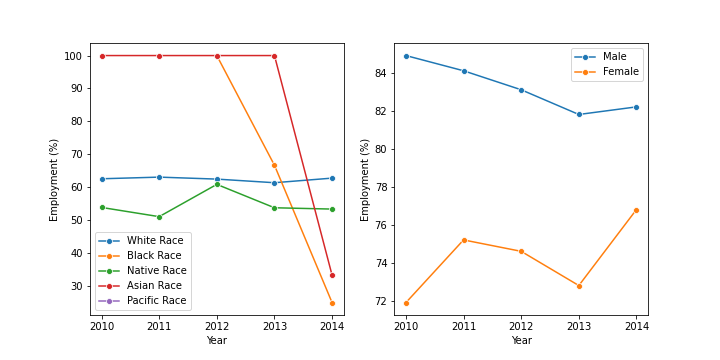 Employment (%)
100
90
80
70
60
50
40
30
2010 2011 2012 2013 2014
Year
White Race
Black Race
Native Race
Asian Race
Pacific Race
Employment (%)
84
82
80
78
76
74
72
2010 2011 2012 2013 2014
Year
Male
Female